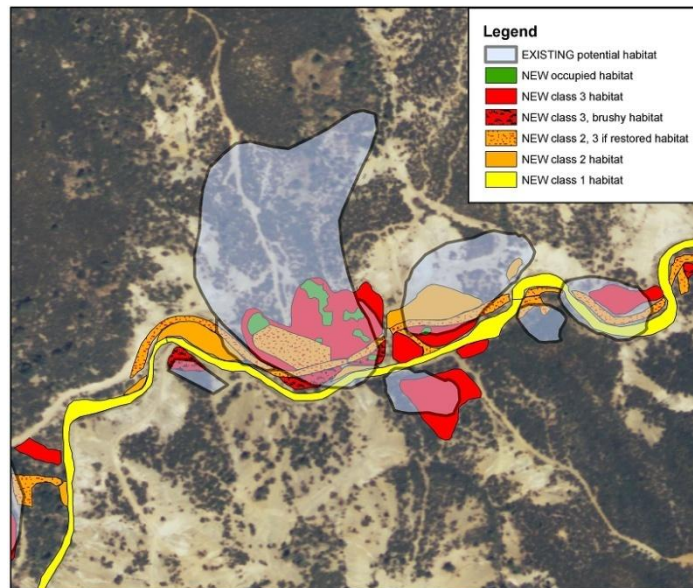 Legend
EXISTING potential habitat
NEW occupied habitat
NEW class 3 habitat
NEW class 3, brushy habitat
NEW class 2, 3 if restored habitat
NEW class 2 habitat
NEW class 1 habitat